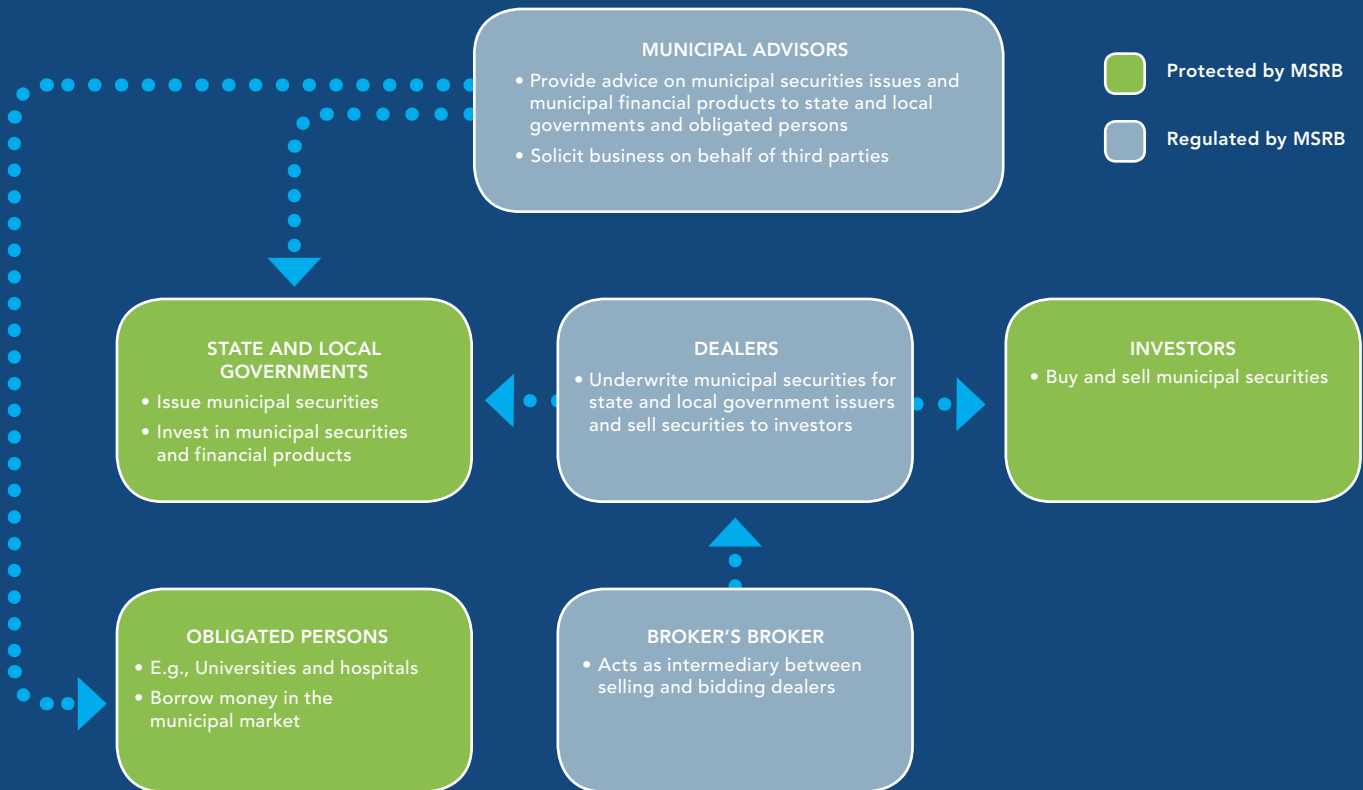 MUNICIPAL ADVISORS
• Provide advice on municipal securities issues and
municipal financial products to state and local
governments and obligated persons
• Solicit business on behalf of third parties
Protected by MSRB
Regulated by MSRB
STATE AND LOCAL
GOVERNMENTS
• Issue municipal securities
• Invest in municipal securities
and financial products
DEALERS
• Underwrite municipal securities for
state and local government issuers
and sell securities to investors
INVESTORS
• Buy and sell municipal securities
OBLIGATED PERSONS
• E.g., Universities and hospitals
• Borrow money in the
municipal market
BROKER’S BROKER
• Acts as intermediary between
selling and bidding dealers